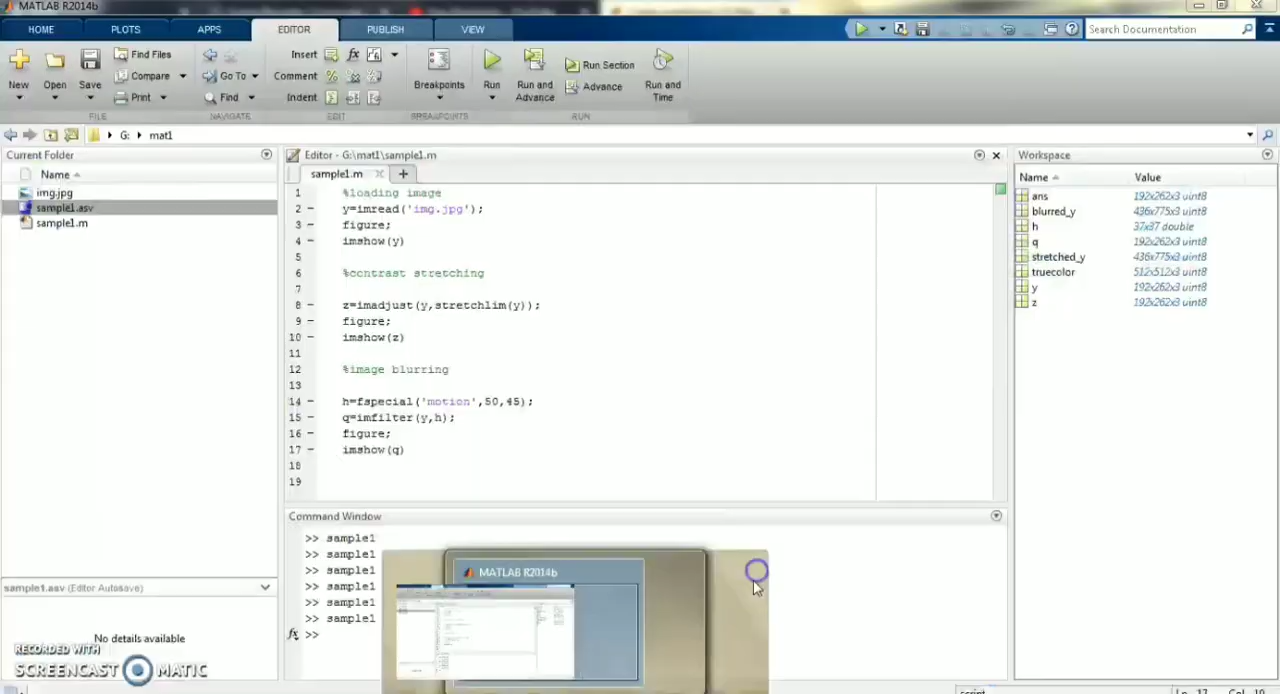 MATLAB R2014b
HOME PLOTS APPS EDITOR PUBLISH VIEW Search Documentation
New Open Save Find Files Compare Print Go To Find Insert Comment Indent Breakpoints Run Run and Advance Run Section Advance Run and Time
FILE NAVIGATE EDIT BREAKPOINTS RUN
G: mat1
Current Folder
Name
img.jpg
sample1.asv
sample1.m
sample1.asv (Editor Autosave)
No details available
Editor - G:\mat1\sample1.m
sample1.m
1 %loading image
2 y=imread('img.jpg');
3 figure;
4 imshow(y)
5
6 %contrast stretching
7
8 z=imadjust(y,stretchlim(y));
9 figure;
10 imshow(z)
11
12 %image blurring
13
14 h=fspecial('motion',50,45);
15 q=imfilter(y,h);
16 figure;
17 imshow(q)
18
19
Command Window
>> sample1
>> sample1
>> sample1
>> sample1
>> sample1
>> sample1
fx >>
MATLAB R2014b
Workspace
Name Value
ans 192x262x3 uint8
blurred_y 436x775x3 uint8
h 37x37 double
q 192x262x3 uint8
stretched_y 436x775x3 uint8
truecolor 512x512x3 uint8
y 192x262x3 uint8
z 192x262x3 uint8
RECORDED WITH
SCREENCAST MATIC
script